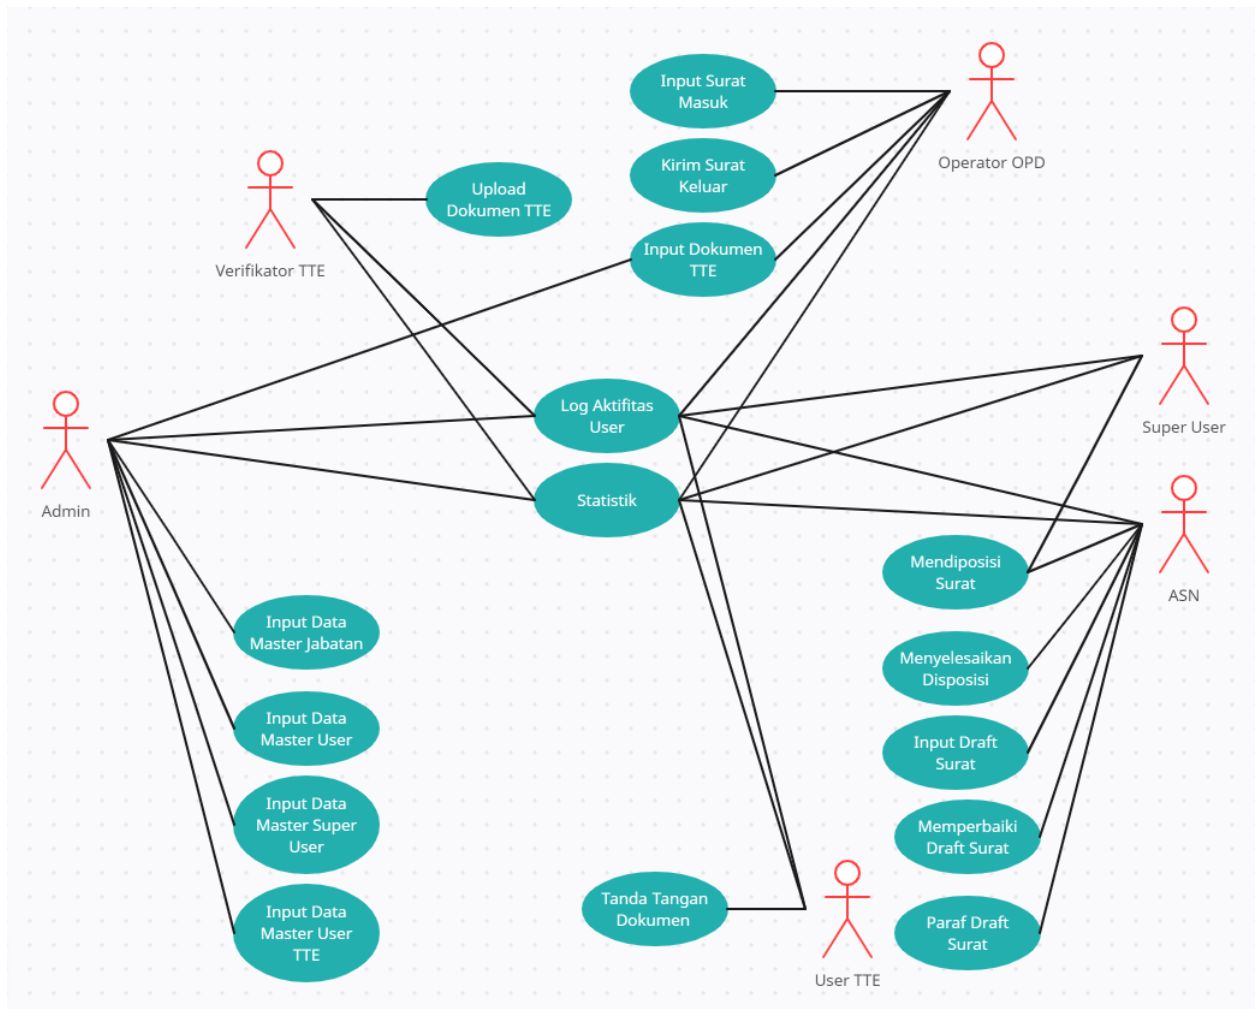 Input Surat
Masuk
Operator OPD
Kirim Surat
Keluar
Upload
Dokumen TTE
Verifikator TTE
Input Dokumen
TTE
Log Aktifitas
User
Super User
Admin
Statistik
Mendiposisi
Surat
ASN
Input Data
Master Jabatan
Menyelesaikan
Disposisi
Input Data
Master User
Input Draft
Surat
Input Data
Master Super
User
Memperbaiki
Draft Surat
Tanda Tangan
Dokumen
Input Data
Master User
TTE
Paraf Draft
Surat
User TTE